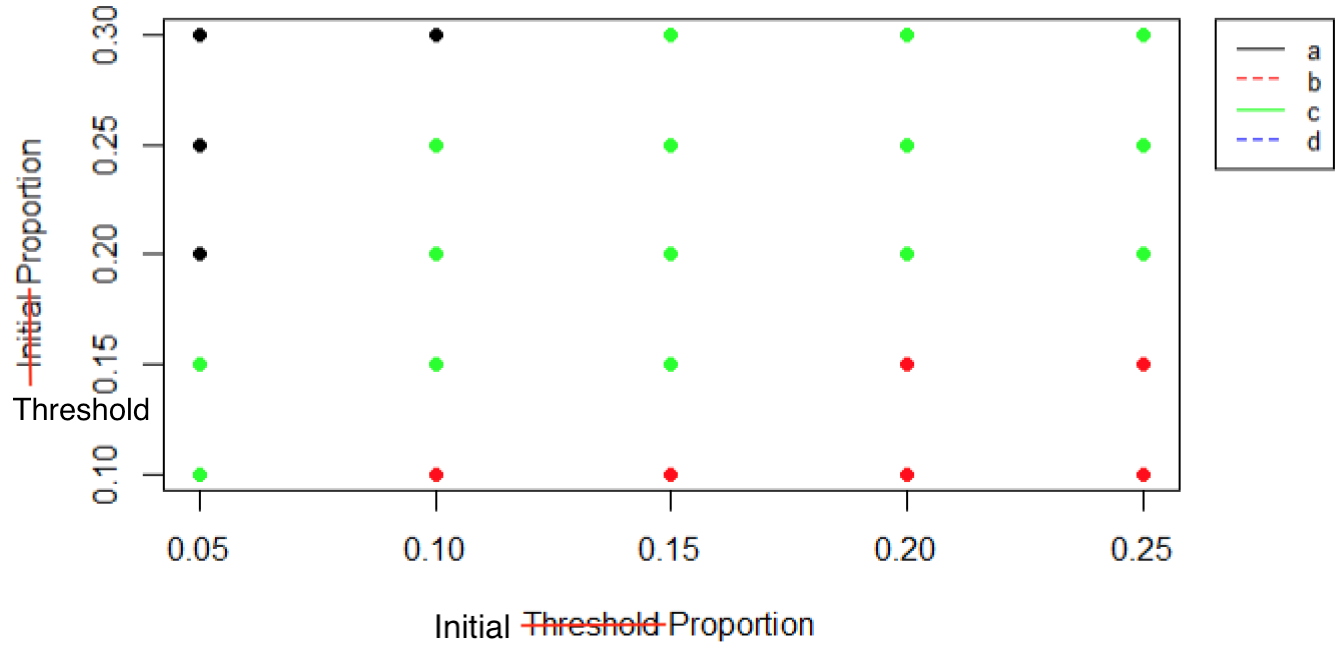 0.30
0.25
0.20
0.15
0.10
Initial Proportion
Threshold
0.05 0.10 0.15 0.20 0.25
Initial Threshold Proportion
a
b
c
d